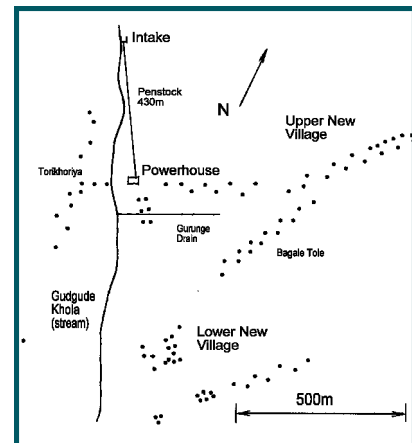 Intake
Penstock
430m
N
Upper New
Village
Torikhoriya
Powerhouse
Gurunge
Drain
Bagale Tole
Gudgude
Khola
(stream)
Lower New
Village
500m